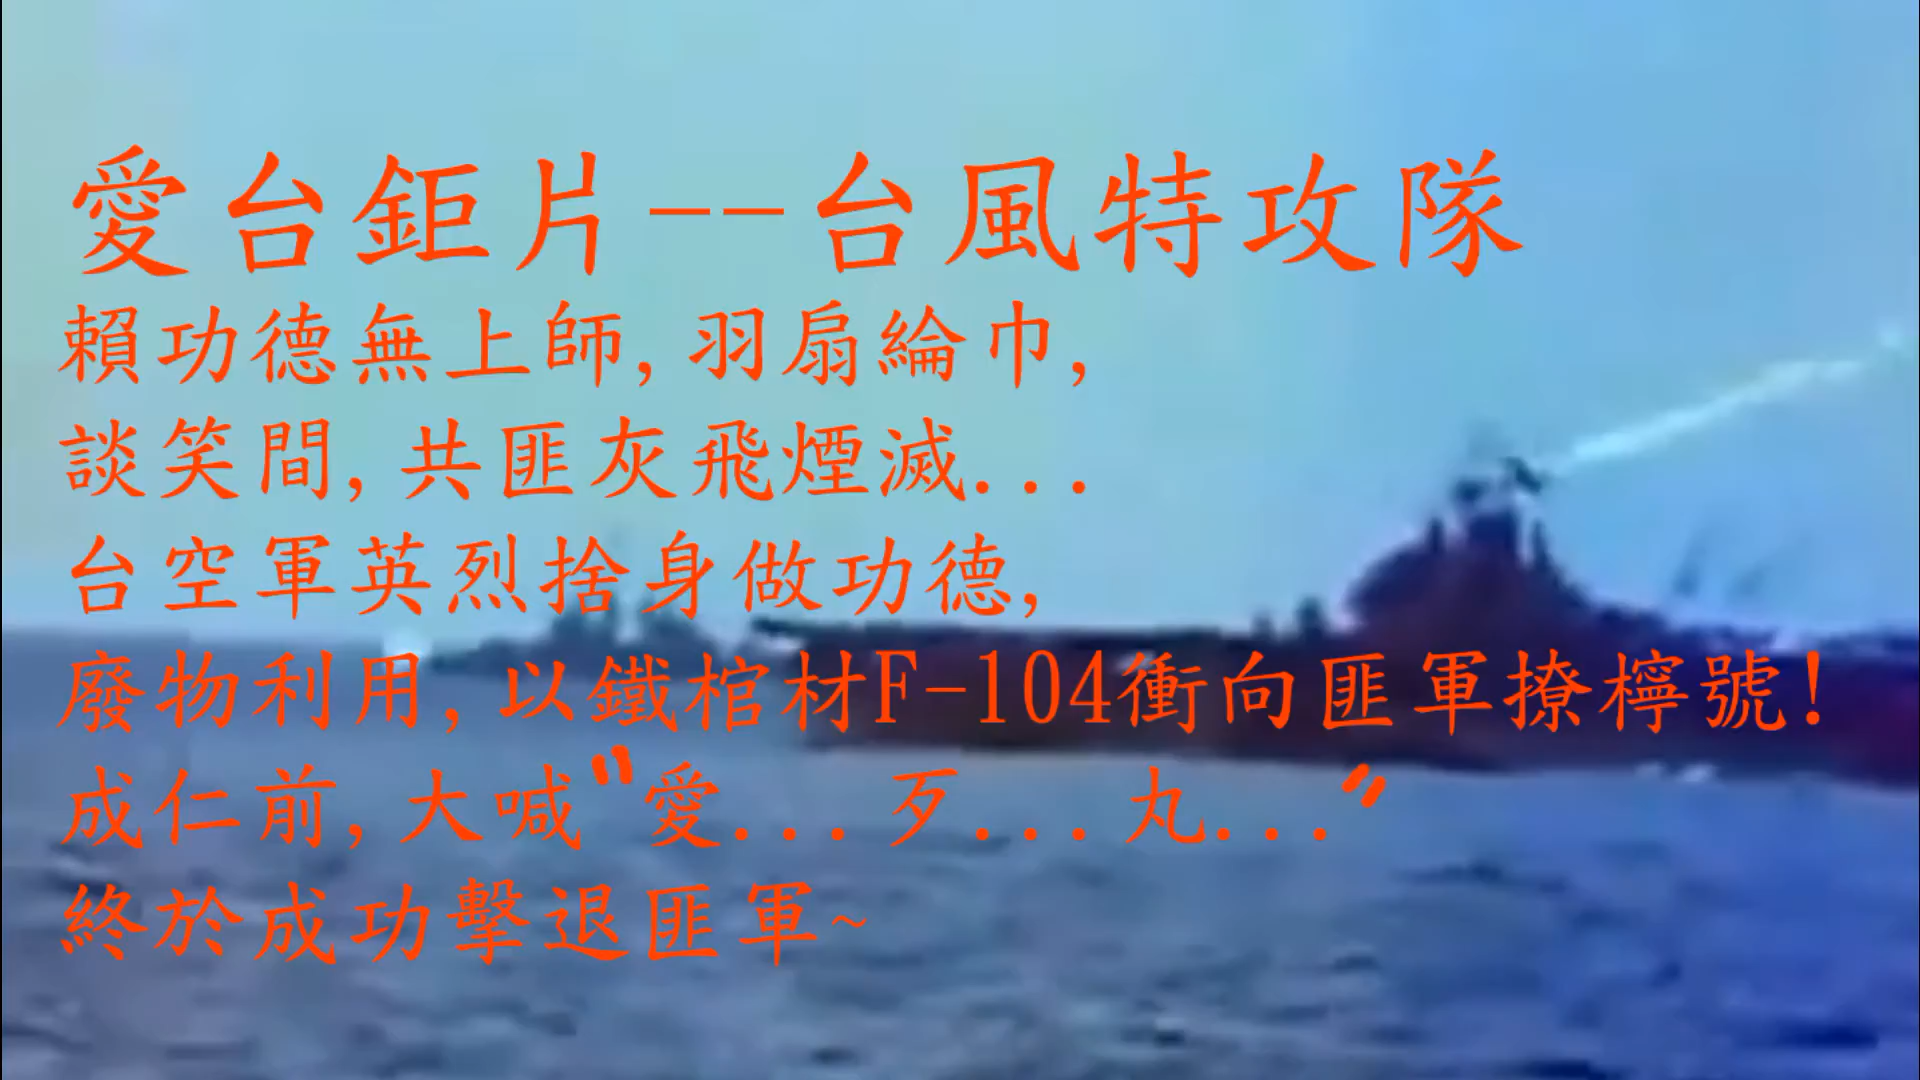 愛台鉅片--台風特攻隊
賴功德無上師,羽扇綸巾,
談笑間,共匪灰飛煙滅...
台空軍英烈捨身做功德,
廢物利用,以鐵棺材F-104衝向匪軍撩檸號!
成仁前,大喊"愛...歹...丸..."
終於成功擊退匪軍~